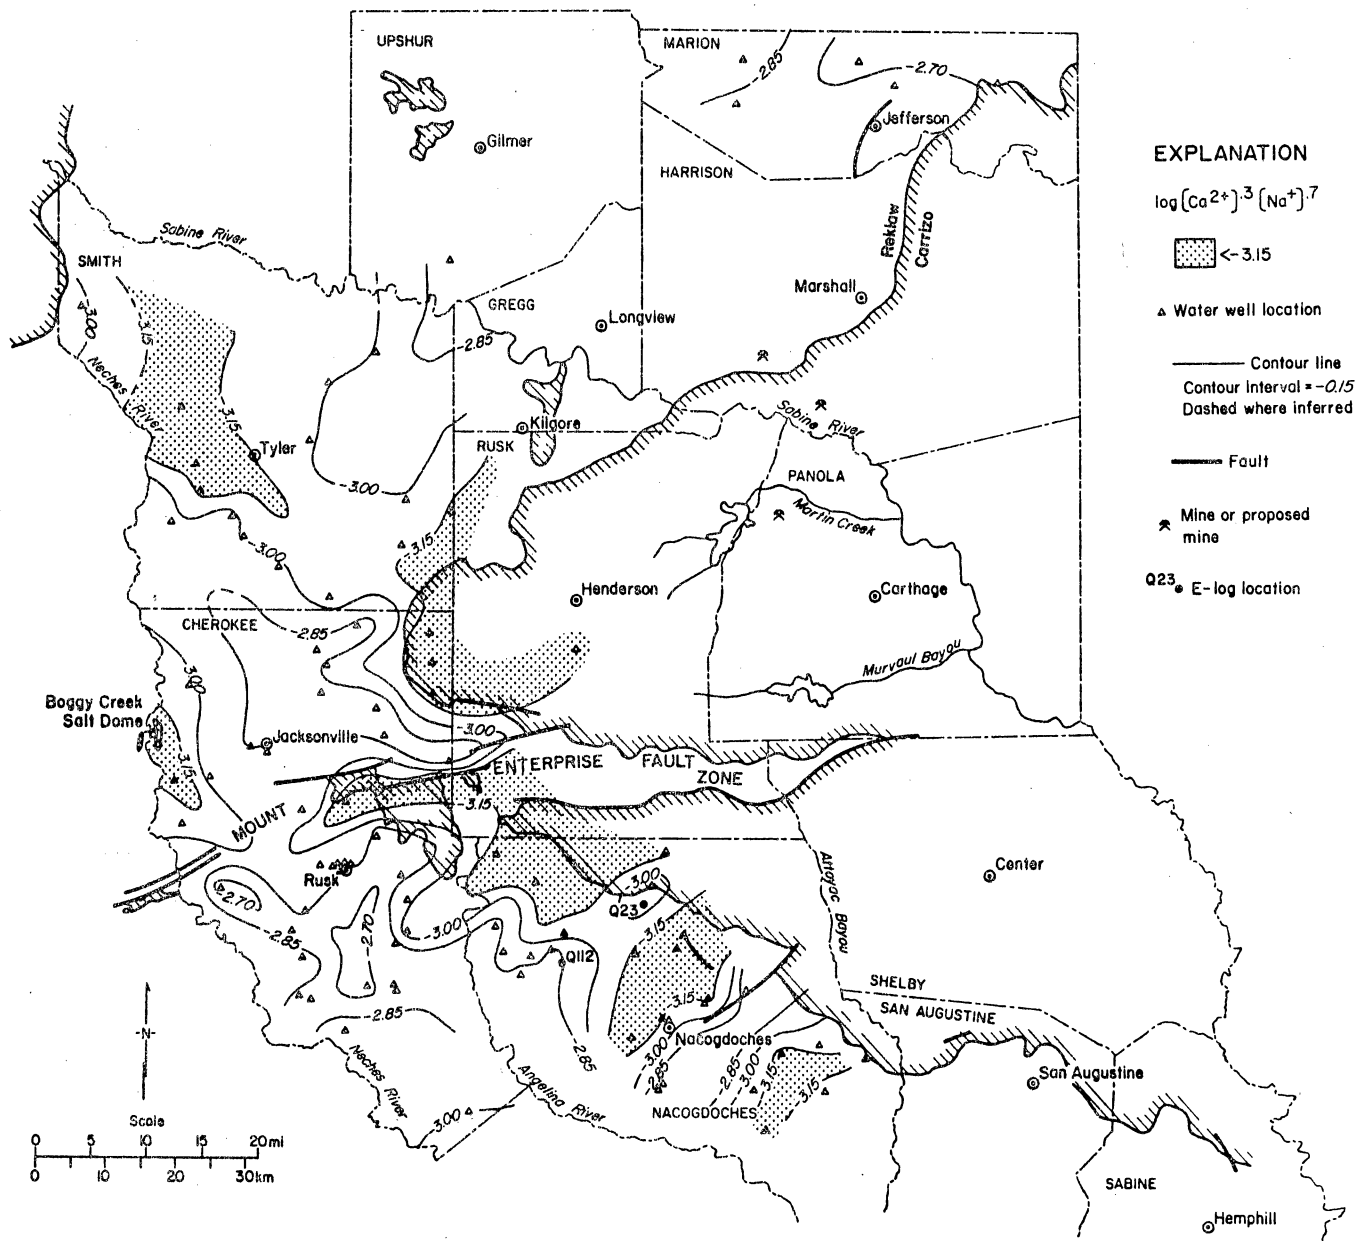 UPSHUR
MARION
-2.85
-2.70
Jefferson
Gilmer
HARRISON
EXPLANATION
log [Ca2+].3 [Na+].7
<-3.15
Water well location
Contour line
Contour interval = -0.15
Dashed where inferred
Fault
Mine or proposed
mine
Q23 E-log location
Sabine River
SMITH
Reklaw
Carrizo
Marshall
GREGG
Longview
-3.00
-3.15
-2.85
Neches River
-3.15
Tyler
Kilgore
RUSK
Sabine River
-3.00
PANOLA
Martin Creek
-3.00
-3.15
Henderson
Carthage
CHEROKEE
-2.85
-3.00
Murvaul Bayou
Boggy Creek
Salt Dome
-3.00
Jacksonville
-3.15
MOUNT ENTERPRISE FAULT
ZONE
-3.15
Rusk
-3.00
Attoyac Bayou
Center
-2.70
Q23
-2.85
-2.70
-3.00
-3.15
Q112
SHELBY
SAN AUGUSTINE
-3.15
-2.85
-N-
Nacogdoches
-3.00
-2.85
-2.85
-2.85
-3.00
-3.15
-3.15
San Augustine
Neches River
Angelina River
NACOGDOCHES
-3.00
Scale
0 5 10 15 20mi
0 10 20 30km
SABINE
Hemphill